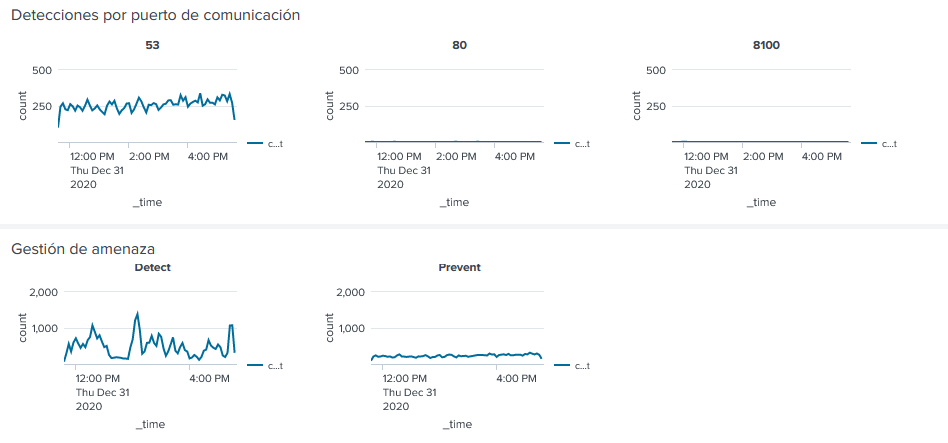 Detecciones por puerto de comunicación
53
80
8100
500
250
count
12:00 PM
2:00 PM
4:00 PM
Thu Dec 31
2020
_time
c...t
500
250
count
12:00 PM
2:00 PM
4:00 PM
Thu Dec 31
2020
_time
c...t
500
250
count
12:00 PM
2:00 PM
4:00 PM
Thu Dec 31
2020
_time
c...t
Gestión de amenaza
Detect
Prevent
2,000
1,000
count
12:00 PM
4:00 PM
Thu Dec 31
2020
_time
c...t
2,000
1,000
count
12:00 PM
4:00 PM
Thu Dec 31
2020
_time
c...t